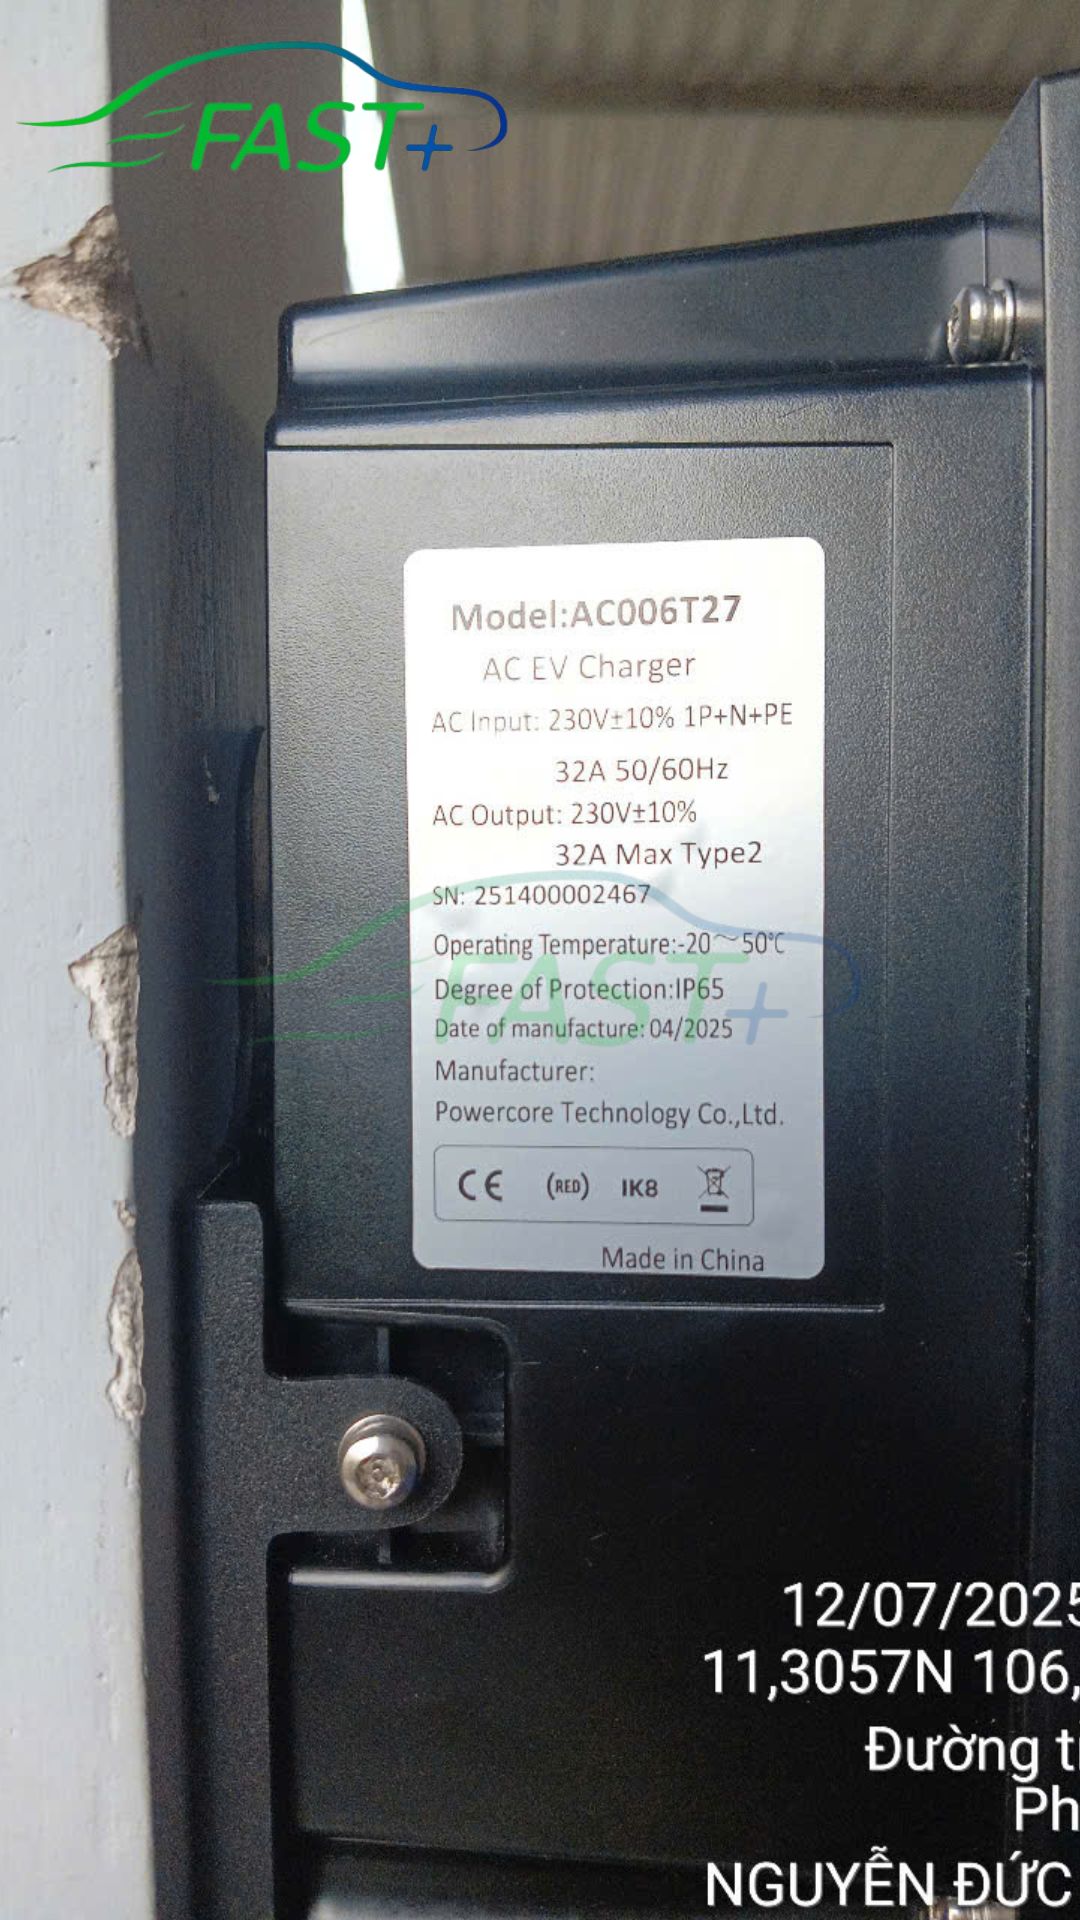 FAST+
Model:AC006T27
AC EV Charger
AC Input: 230V±10% 1P+N+PE
32A 50/60Hz
AC Output: 230V±10%
32A Max Type2
SN: 251400002467
Operating Temperature:-20～50℃
FAST+
Degree of Protection:IP65
Date of manufacture: 04/2025
Manufacturer:
Powercore Technology Co.,Ltd.
CE (RED) IK8
Made in China
12/07/2025
11,3057N 106,
Đường
Ph
NGUYỄN ĐỨC